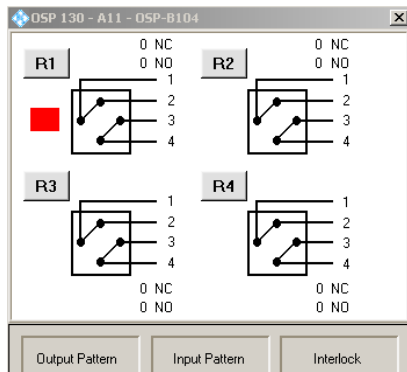 OSP 130 - A11 - OSP-B104
0 NC
0 NO
R1
1
2
3
4
0 NC
0 NO
R2
1
2
3
4
R3
1
2
3
4
0 NC
0 NO
R4
1
2
3
4
0 NC
0 NO
Output Pattern
Input Pattern
Interlock